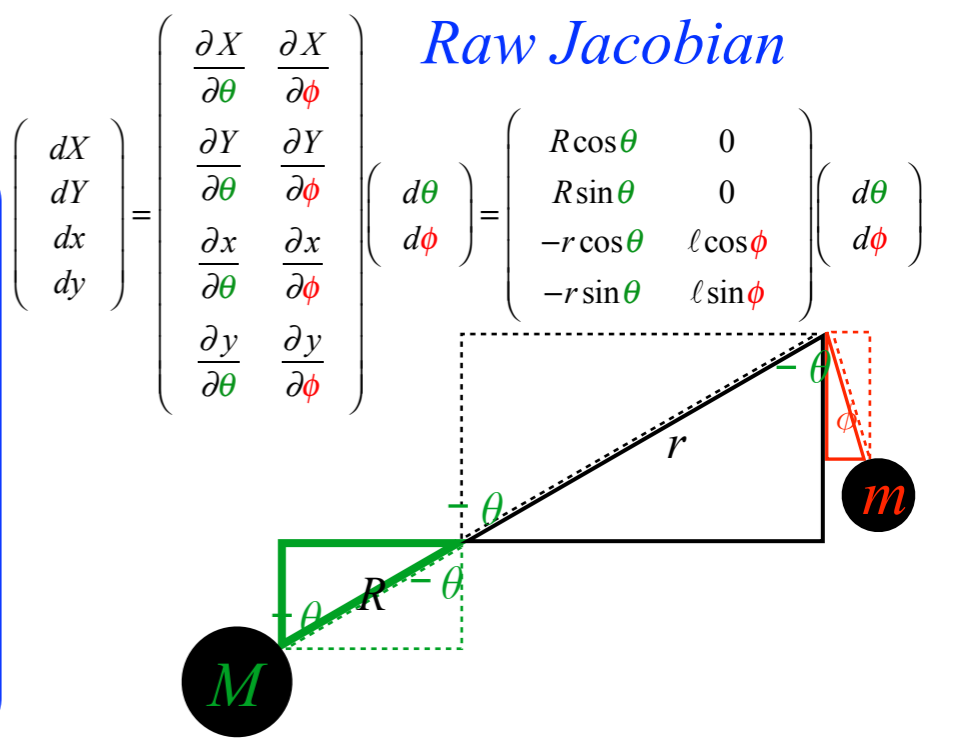 Raw Jacobian
( dX dY dx dy ) = ( ∂X/∂θ ∂X/∂ϕ ∂Y/∂θ ∂Y/∂ϕ ∂x/∂θ ∂x/∂ϕ ∂y/∂θ ∂y/∂ϕ ) ( dθ dϕ ) = ( R cos θ 0 R sin θ 0 −r cos θ ℓ cos ϕ −r sin θ ℓ sin ϕ ) ( dθ dϕ )
− θ
ϕ
r
m
− θ
− θ
R
− θ
M